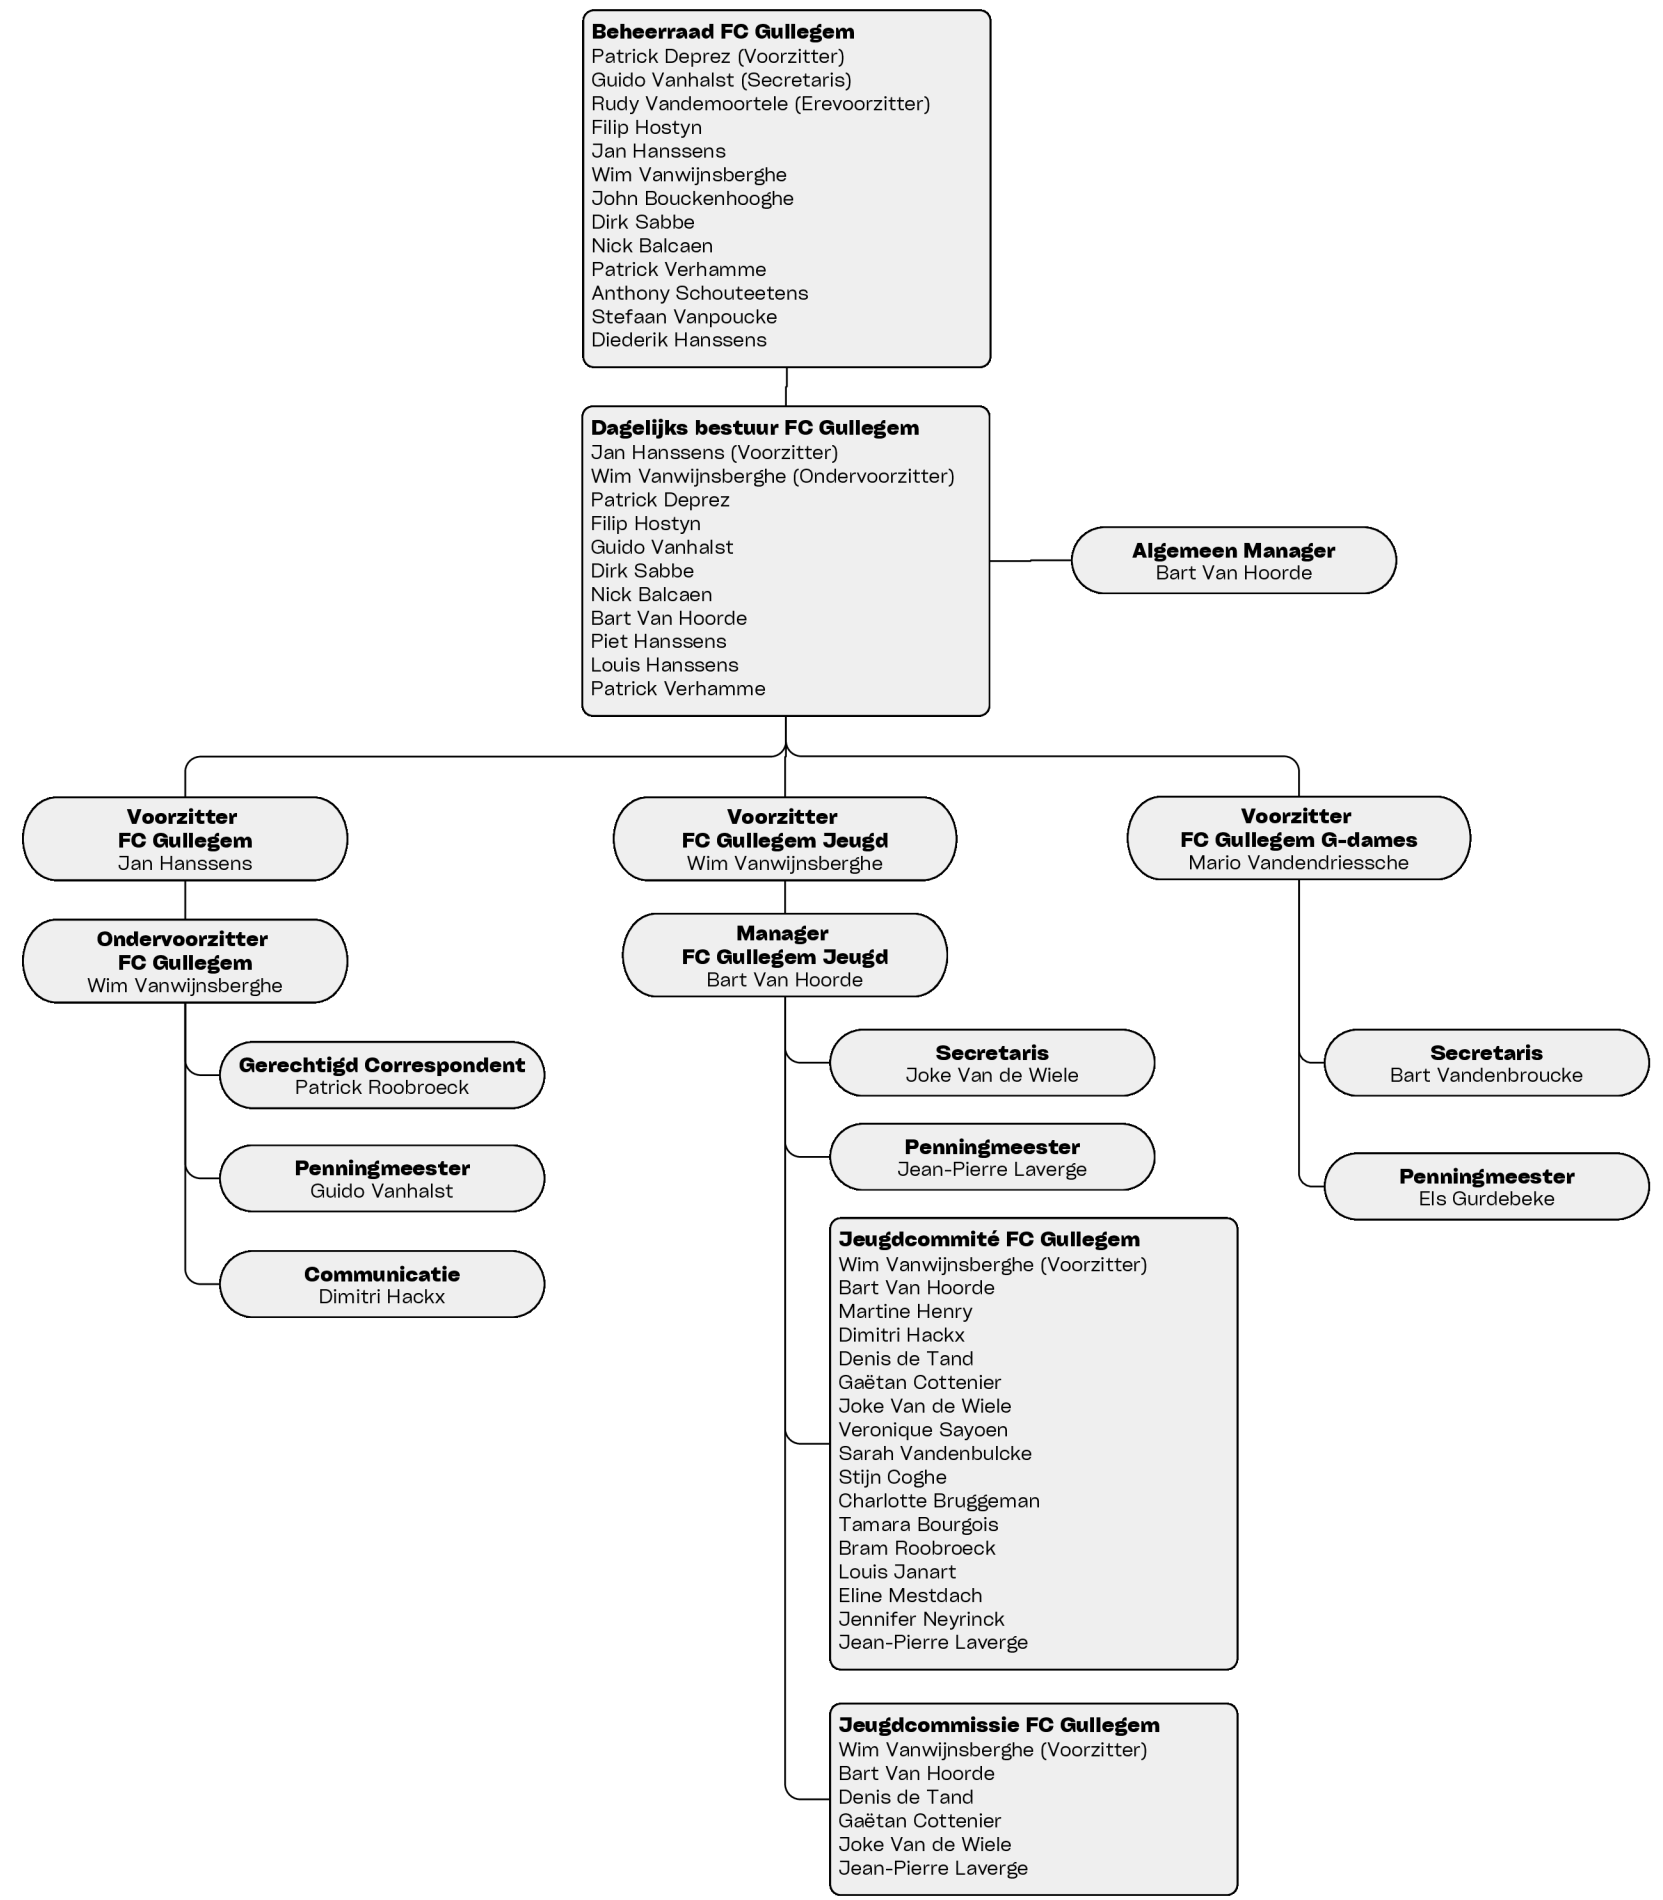 Beheerraad FC Gullegem
Patrick Deprez (Voorzitter)
Guido Vanhalst (Secretaris)
Rudy Vandemoortele (Erevoorzitter)
Filip Hostyn
Jan Hanssens
Wim Vanwijnsberghe
John Bouckenhooghe
Dirk Sabbe
Nick Balcaen
Patrick Verhamme
Anthony Schouteetens
Stefaan Vanpoucke
Diederik Hanssens
Dagelijks bestuur FC Gullegem
Jan Hanssens (Voorzitter)
Wim Vanwijnsberghe (Ondervoorzitter)
Patrick Deprez
Filip Hostyn
Guido Vanhalst
Dirk Sabbe
Nick Balcaen
Bart Van Hoorde
Piet Hanssens
Louis Hanssens
Patrick Verhamme
Algemeen Manager
Bart Van Hoorde
Voorzitter
FC Gullegem
Jan Hanssens
Ondervoorzitter
FC Gullegem
Wim Vanwijnsberghe
Gerechtigd Correspondent
Patrick Roobroeck
Penningmeester
Guido Vanhalst
Communicatie
Dimitri Hackx
Voorzitter
FC Gullegem Jeugd
Wim Vanwijnsberghe
Manager
FC Gullegem Jeugd
Bart Van Hoorde
Secretaris
Joke Van de Wiele
Penningmeester
Jean-Pierre Laverge
Jeugdcommité FC Gullegem
Wim Vanwijnsberghe (Voorzitter)
Bart Van Hoorde
Martine Henry
Dimitri Hackx
Denis de Tand
Gaëtan Cottenier
Joke Van de Wiele
Veronique Sayoen
Sarah Vandenbulcke
Stijn Coghe
Charlotte Bruggeman
Tamara Bourgois
Bram Roobroeck
Louis Janart
Eline Mestdach
Jennifer Neyrinck
Jean-Pierre Laverge
Jeugdcommissie FC Gullegem
Wim Vanwijnsberghe (Voorzitter)
Bart Van Hoorde
Denis de Tand
Gaëtan Cottenier
Joke Van de Wiele
Jean-Pierre Laverge
Voorzitter
FC Gullegem G-dames
Mario Vandendriessche
Secretaris
Bart Vandenbroucke
Penningmeester
Els Gurdebeke